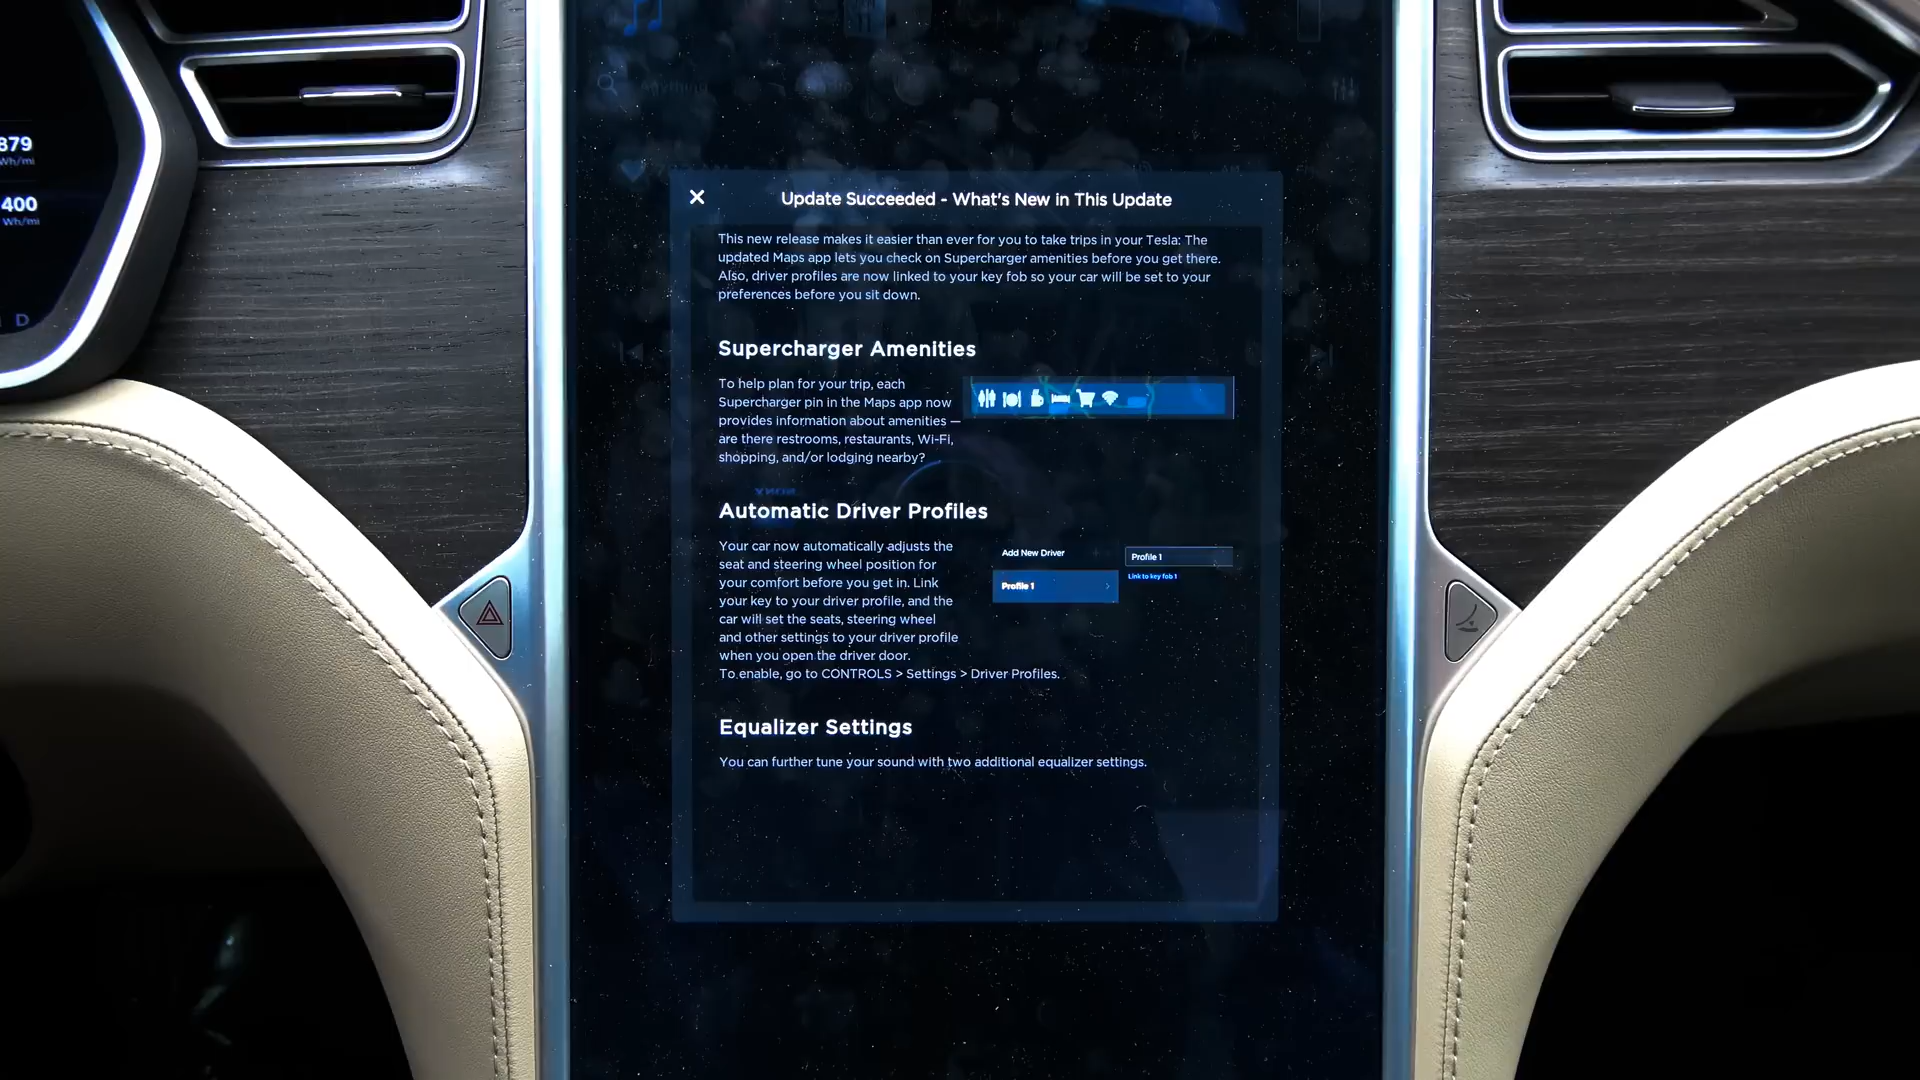 879
Wh/mi
400
Wh/mi
D
Update Succeeded - What's New in This Update
This new release makes it easier than ever for you to take trips in your Tesla: The
updated Maps app lets you check on Supercharger amenities before you get there.
Also, driver profiles are now linked to your key fob so your car will be set to your
preferences before you sit down.
Supercharger Amenities
To help plan for your trip, each
Supercharger pin in the Maps app now
provides information about amenities —
are there restrooms, restaurants, Wi-Fi,
shopping, and/or lodging nearby?
Automatic Driver Profiles
Your car now automatically adjusts the
seat and steering wheel position for
your comfort before you get in. Link
your key to your driver profile, and the
car will set the seats, steering wheel
and other settings to your driver profile
when you open the driver door.
To enable, go to CONTROLS > Settings > Driver Profiles.
Add New Driver
Profile 1
Profile 1
Link to key fob 1
Equalizer Settings
You can further tune your sound with two additional equalizer settings.